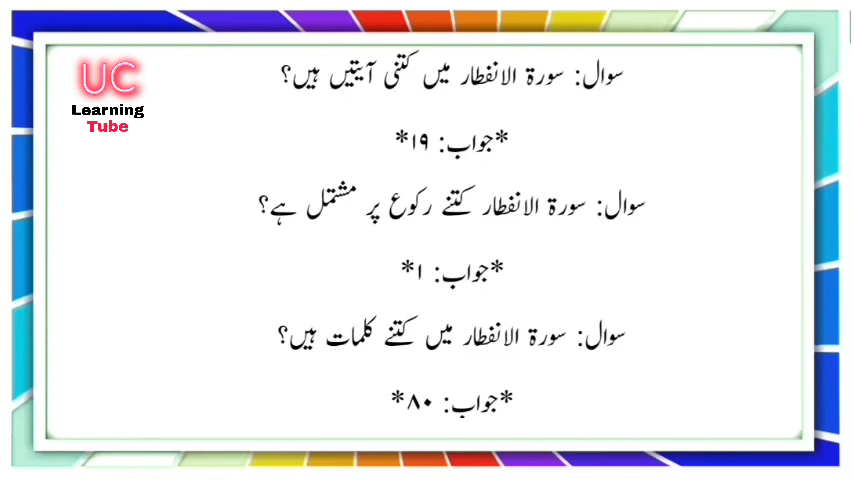 UC
Learning
Tube
سوال: سورۃ الانفطار میں کتنی آیتیں ہیں؟
*جواب: ۱۹*
سوال: سورۃ الانفطار کتنے رکوع پر مشتمل ہے؟
*جواب: ۱*
سوال: سورۃ الانفطار میں کتنے کلمات ہیں؟
*جواب: ۸۰*